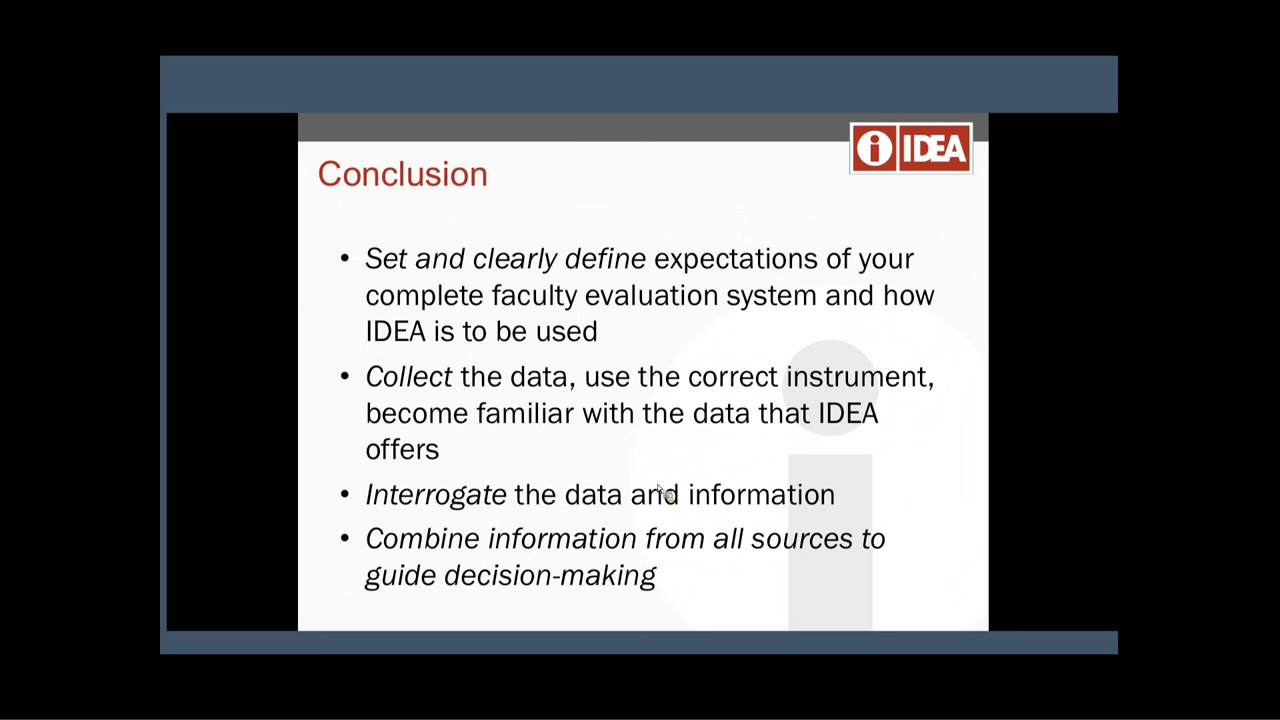 i IDEA
Conclusion
• Set and clearly define expectations of your
complete faculty evaluation system and how
IDEA is to be used
• Collect the data, use the correct instrument,
become familiar with the data that IDEA
offers
• Interrogate the data and information
• Combine information from all sources to
guide decision-making